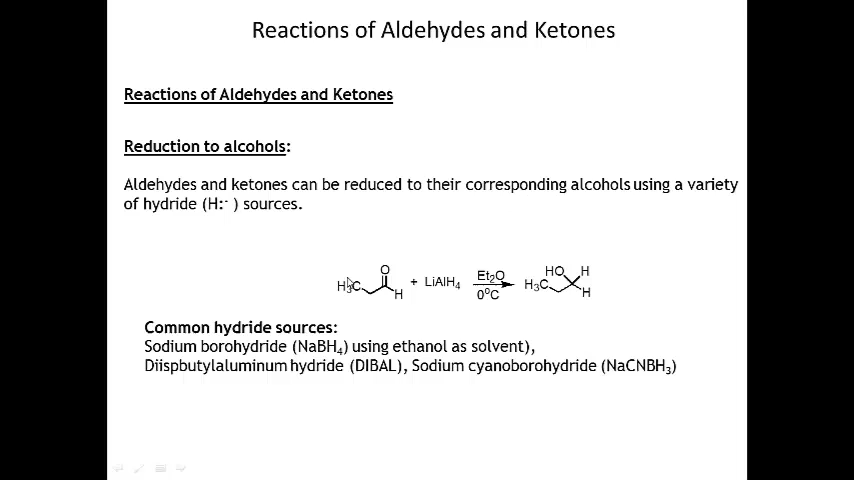 Reactions of Aldehydes and Ketones
Reactions of Aldehydes and Ketones
Reduction to alcohols:
Aldehydes and ketones can be reduced to their corresponding alcohols using a variety
of hydride (H:⁻ ) sources.
O
H₃C
H
+ LiAlH₄
Et₂O
0°C
HO H
H₃C
H
Common hydride sources:
Sodium borohydride (NaBH₄) using ethanol as solvent),
Diispbutylaluminum hydride (DIBAL), Sodium cyanoborohydride (NaCNBH₃)